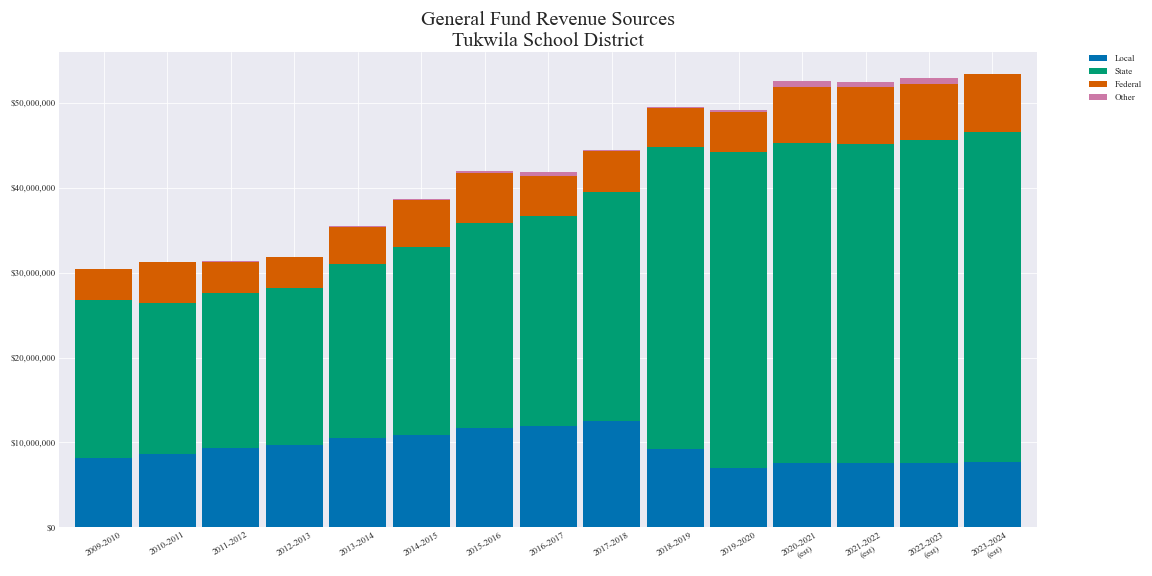 General Fund Revenue Sources
Tukwila School District
Local
State
Federal
Other
$50,000,000
$40,000,000
$30,000,000
$20,000,000
$10,000,000
$0
2009-2010
2010-2011
2011-2012
2012-2013
2013-2014
2014-2015
2015-2016
2016-2017
2017-2018
2018-2019
2019-2020
2020-2021
(est)
2021-2022
(est)
2022-2023
(est)
2023-2024
(est)